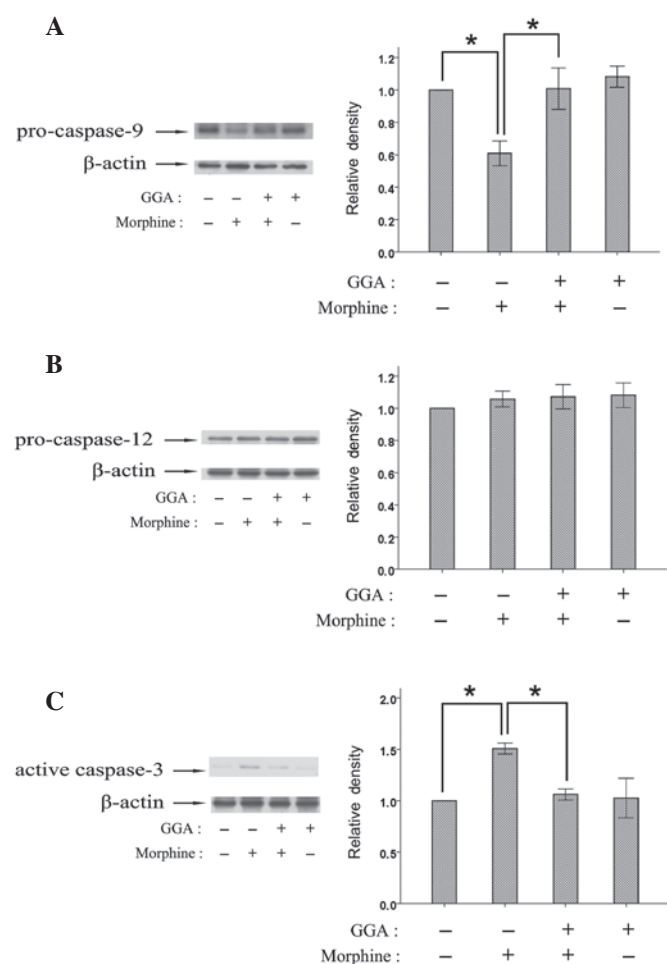 A
pro-caspase-9
β-actin
GGA : – – + +
Morphine : – + + –
Relative density
1.2
1.0
0.8
0.6
0.4
0.2
0.0
* *
GGA : – – + +
Morphine : – + + –
B
pro-caspase-12
β-actin
GGA : – – + +
Morphine : – + + –
Relative density
1.2
1.0
0.8
0.6
0.4
0.2
0.0
GGA : – – + +
Morphine : – + + –
C
active caspase-3
β-actin
GGA : – – + +
Morphine : – + + –
Relative density
2.0
1.5
1.0
0.5
0.0
* *
GGA : – – + +
Morphine : – + + –